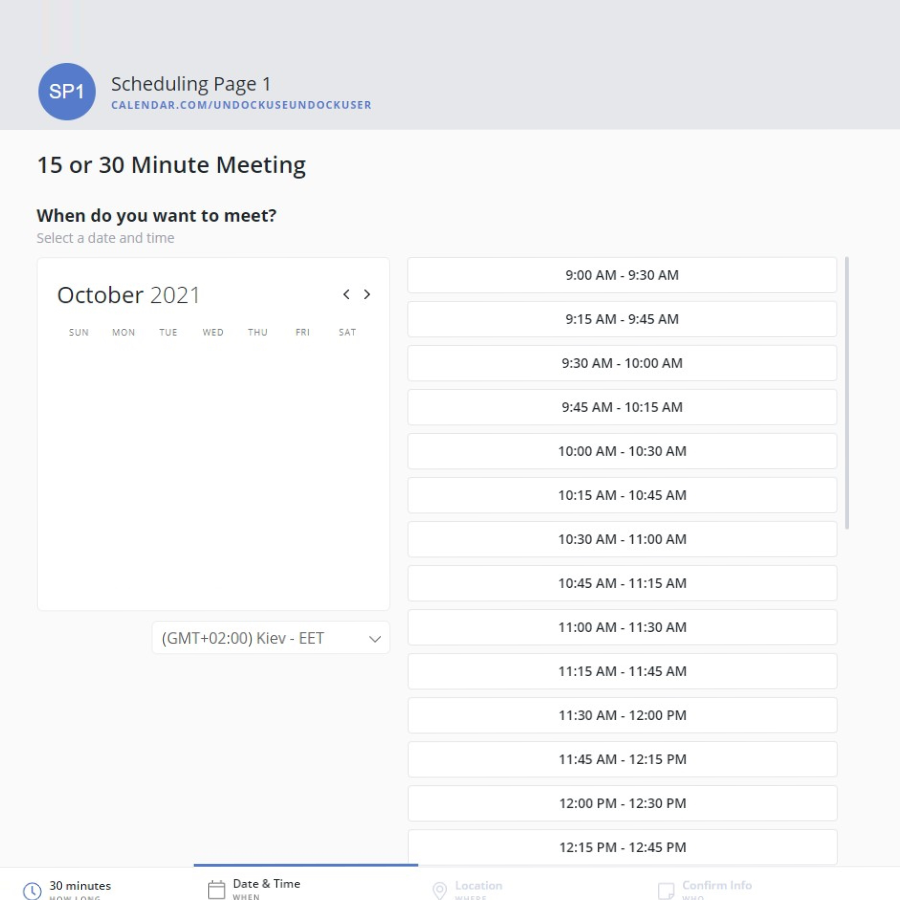 SP1
Scheduling Page 1
CALENDAR.COM/UNDOCKUSEUNDOCKUSER
15 or 30 Minute Meeting
When do you want to meet?
Select a date and time
October 2021
SUN MON TUE WED THU FRI SAT
(GMT+02:00) Kiev - EET
9:00 AM - 9:30 AM
9:15 AM - 9:45 AM
9:30 AM - 10:00 AM
9:45 AM - 10:15 AM
10:00 AM - 10:30 AM
10:15 AM - 10:45 AM
10:30 AM - 11:00 AM
10:45 AM - 11:15 AM
11:00 AM - 11:30 AM
11:15 AM - 11:45 AM
11:30 AM - 12:00 PM
11:45 AM - 12:15 PM
12:00 PM - 12:30 PM
12:15 PM - 12:45 PM
30 minutes
HOW LONG
Date & Time
WHEN
Location
WHERE
Confirm Info
WHO